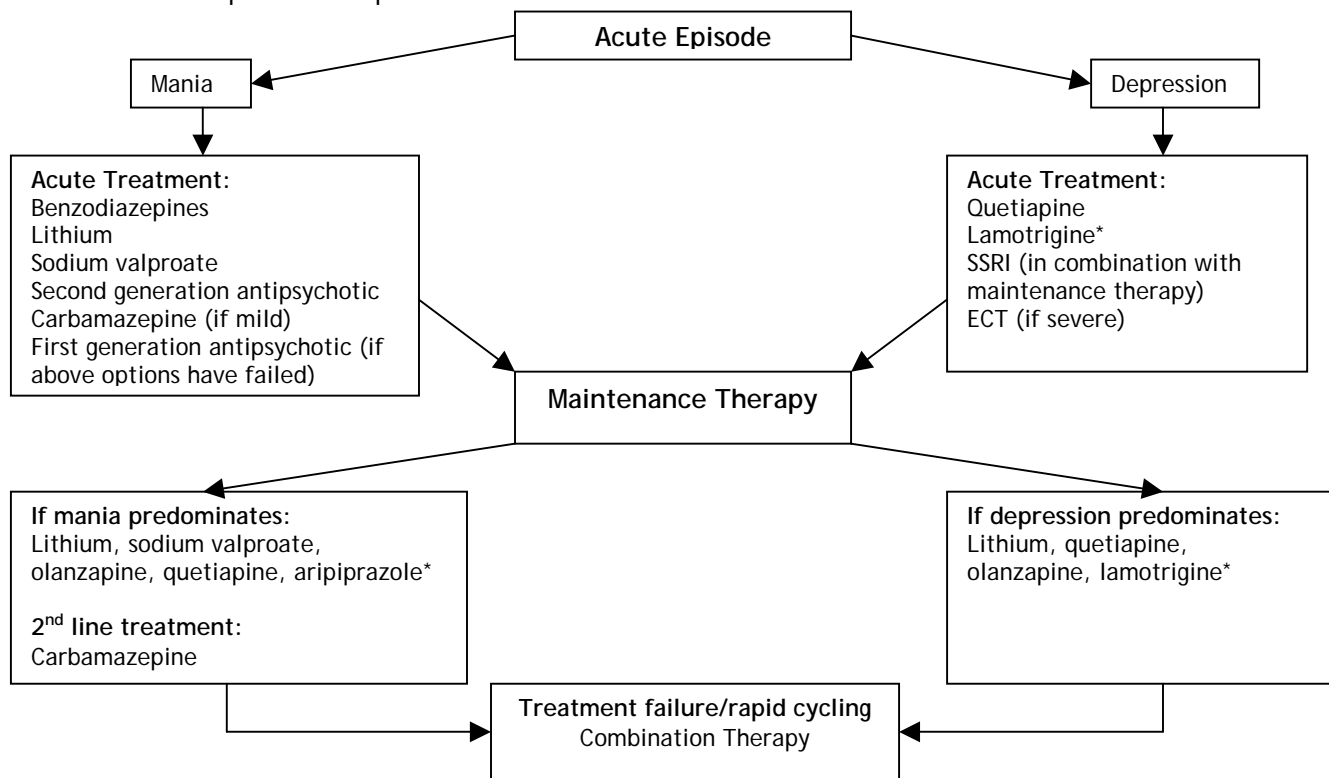 Acute Episode
Mania
Depression
Acute Treatment:
Benzodiazepines
Lithium
Sodium valproate
Second generation antipsychotic
Carbamazepine (if mild)
First generation antipsychotic (if
above options have failed)
Acute Treatment:
Quetiapine
Lamotrigine*
SSRI (in combination with
maintenance therapy)
ECT (if severe)
Maintenance Therapy
If mania predominates:
Lithium, sodium valproate,
olanzapine, quetiapine, aripiprazole*
2nd line treatment:
Carbamazepine
If depression predominates:
Lithium, quetiapine,
olanzapine, lamotrigine*
Treatment failure/rapid cycling
Combination Therapy